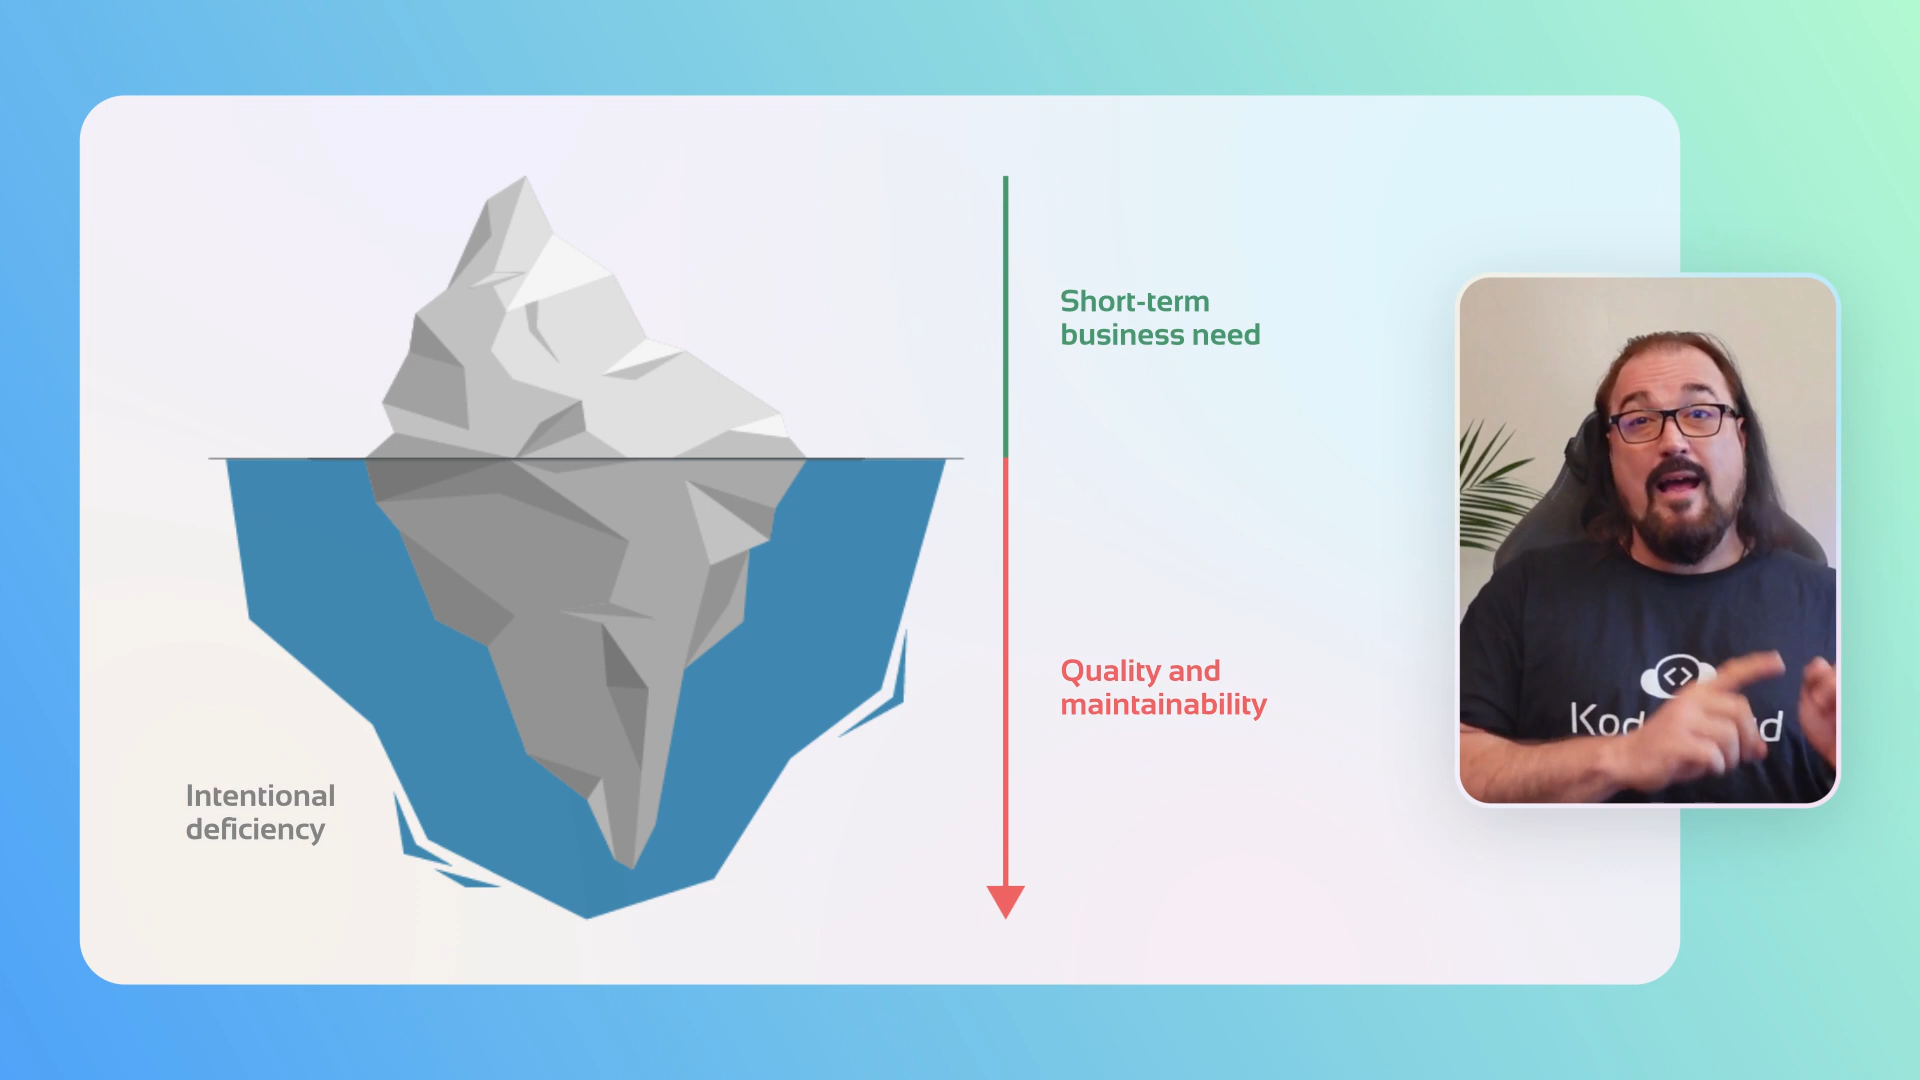 Short-term
business need
Quality and
maintainability
Intentional
deficiency